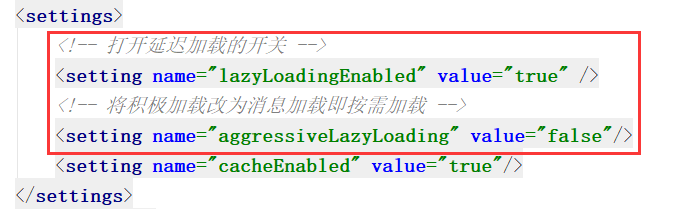 <settings>
<!-- 打开延迟加载的开关 -->
<setting name="lazyLoadingEnabled" value="true" />
<!-- 将积极加载改为消息加载即按需加载 -->
<setting name="aggressiveLazyLoading" value="false"/>
<setting name="cacheEnabled" value="true"/>
</settings>